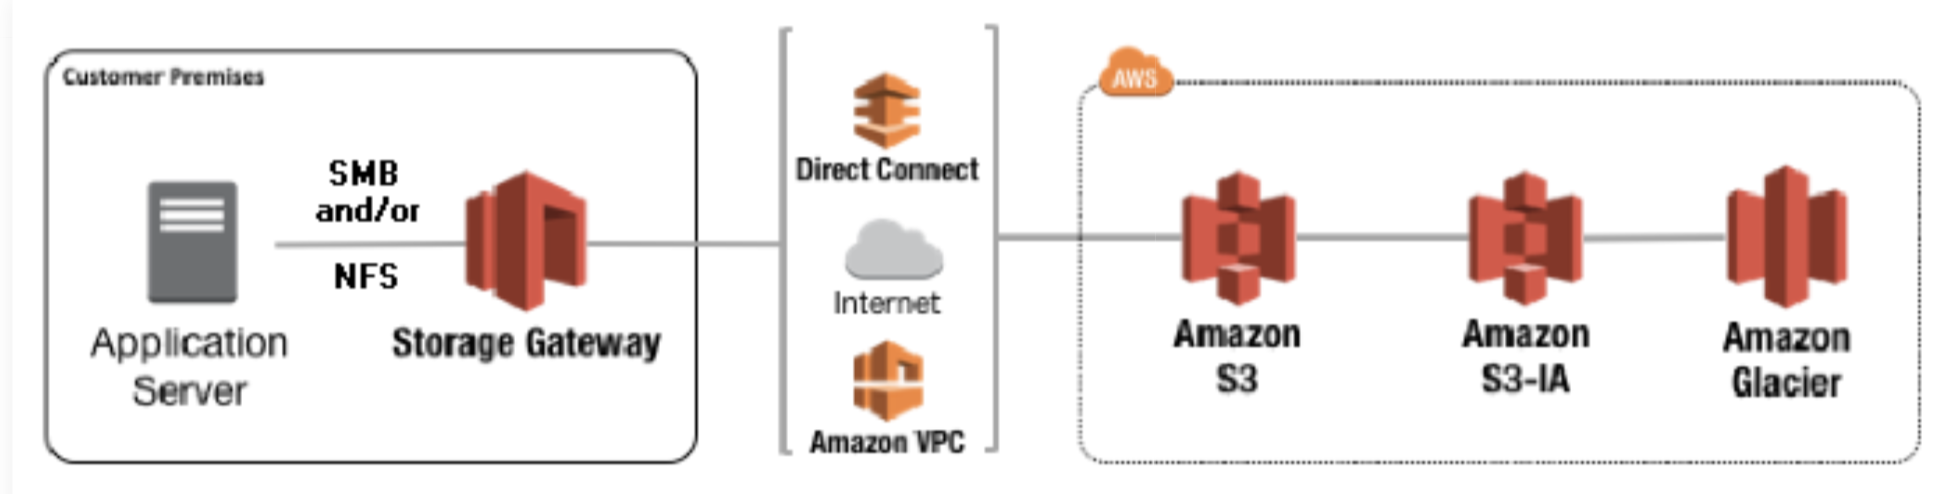 Customer Premises
SMB
and/or
NFS
Application
Server
Storage Gateway
Direct Connect
Internet
Amazon VPC
AWS
Amazon
S3
Amazon
S3-IA
Amazon
Glacier